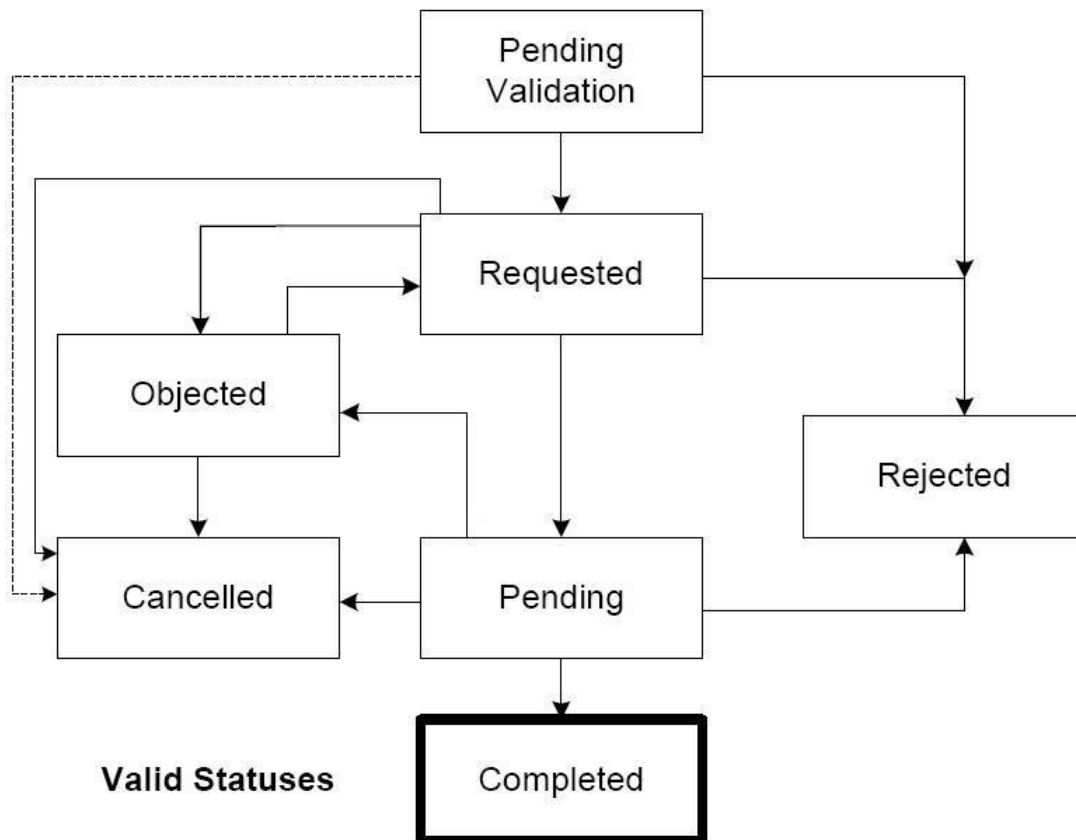 Pending
Validation
Requested
Objected
Rejected
Cancelled
Pending
Valid Statuses
Completed